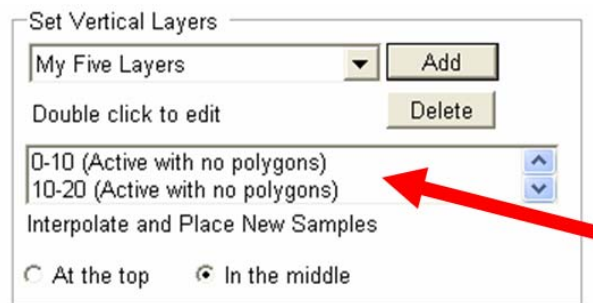 Set Vertical Layers
My Five Layers
Add
Double click to edit
Delete
0-10 (Active with no polygons)
10-20 (Active with no polygons)
Interpolate and Place New Samples
At the top In the middle